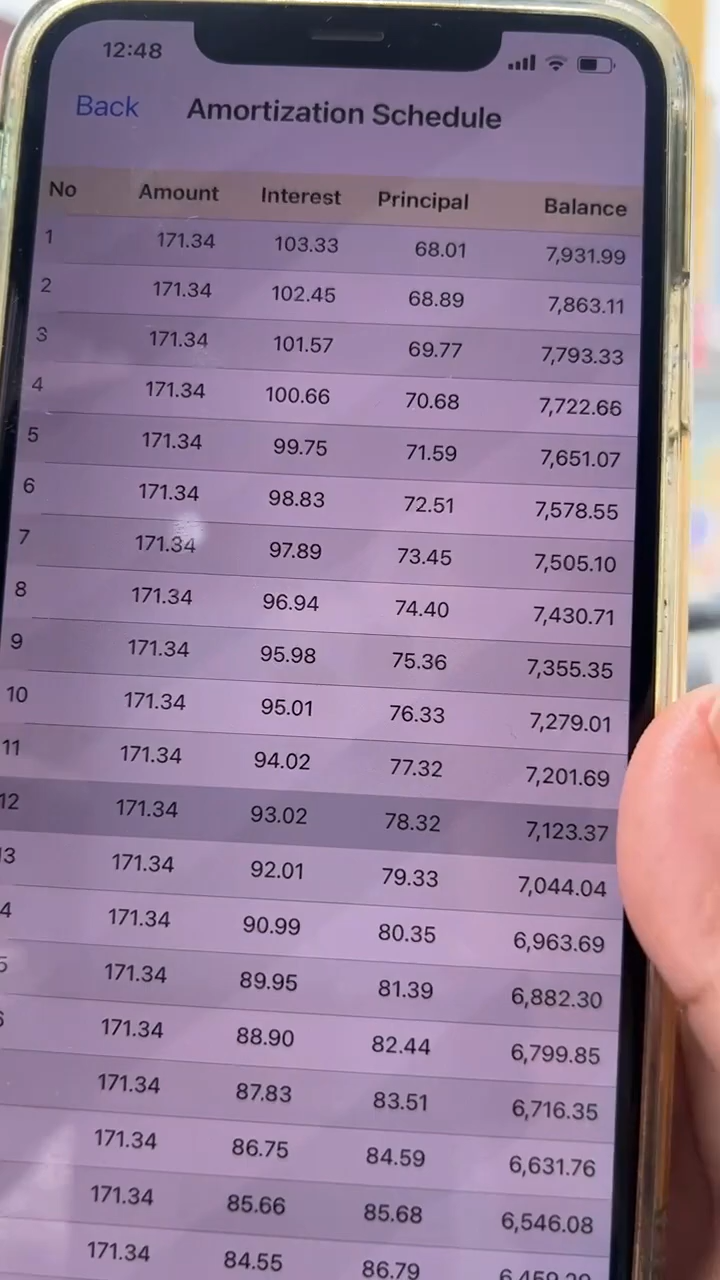 12:48
Back Amortization Schedule
No Amount Interest Principal Balance
1 171.34 103.33 68.01 7,931.99
2 171.34 102.45 68.89 7,863.11
3 171.34 101.57 69.77 7,793.33
4 171.34 100.66 70.68 7,722.66
5 171.34 99.75 71.59 7,651.07
6 171.34 98.83 72.51 7,578.55
7 171.34 97.89 73.45 7,505.10
8 171.34 96.94 74.40 7,430.71
9 171.34 95.98 75.36 7,355.35
10 171.34 95.01 76.33 7,279.01
11 171.34 94.02 77.32 7,201.69
12 171.34 93.02 78.32 7,123.37
3 171.34 92.01 79.33 7,044.04
4 171.34 90.99 80.35 6,963.69
5 171.34 89.95 81.39 6,882.30
171.34 88.90 82.44 6,799.85
171.34 87.83 83.51 6,716.35
171.34 86.75 84.59 6,631.76
171.34 85.66 85.68 6,546.08
171.34 84.55 86.79